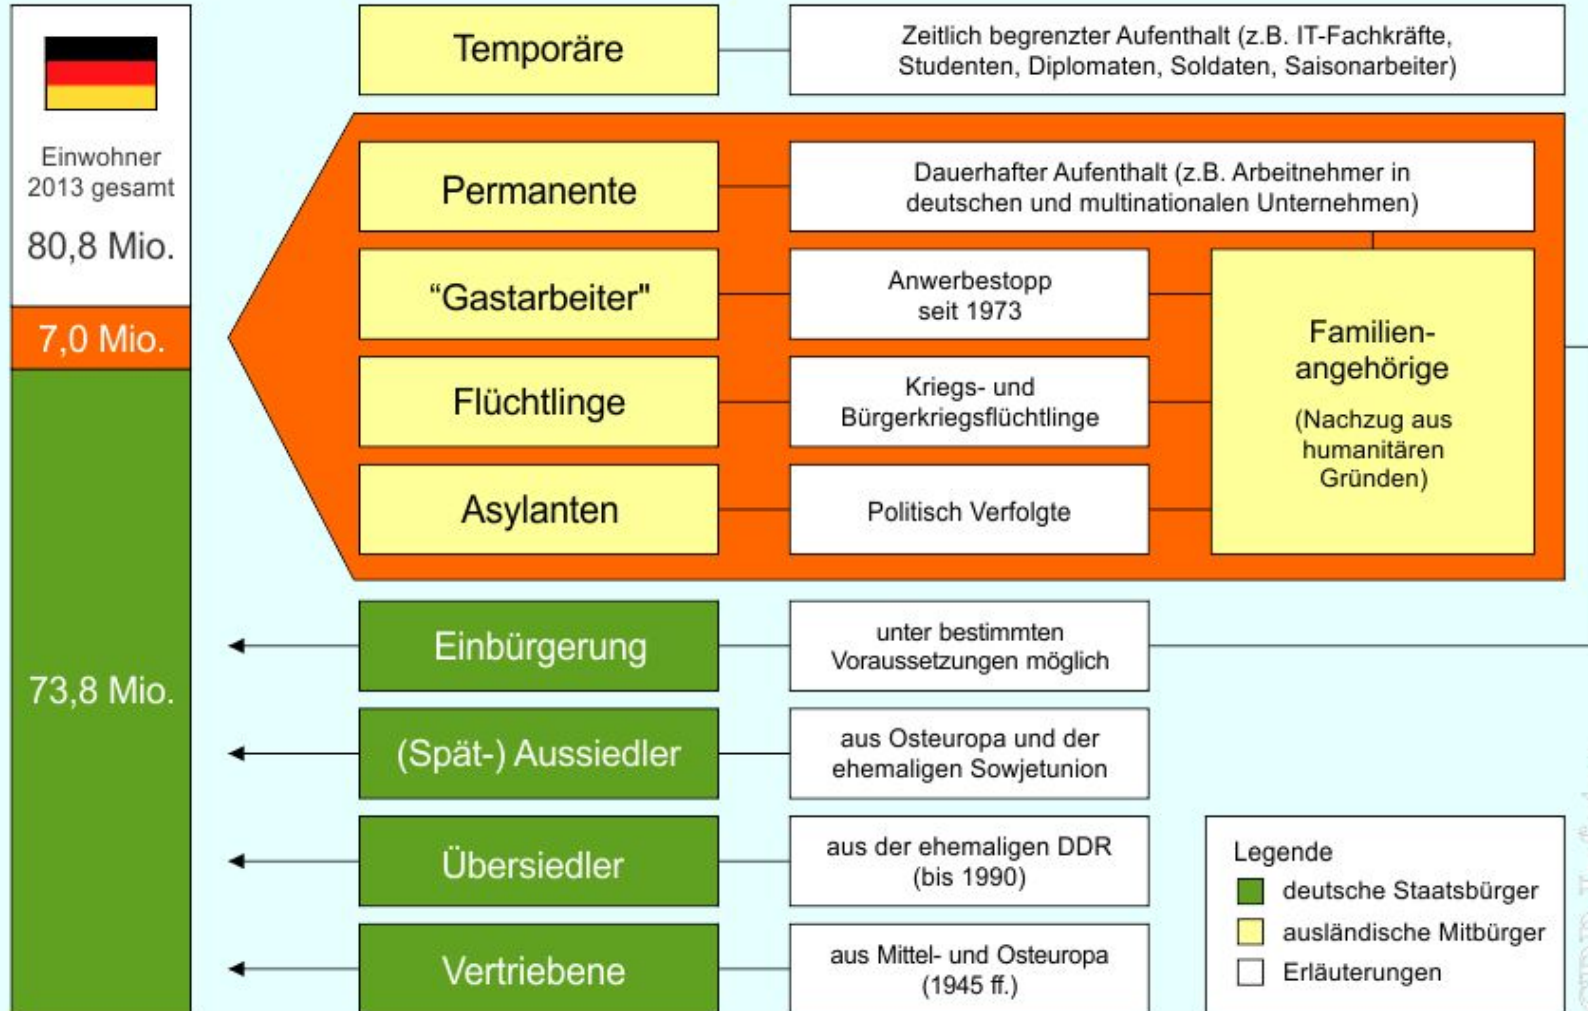 Einwohner
2013 gesamt
80,8 Mio.
7,0 Mio.
73,8 Mio.
Temporäre
Zeitlich begrenzter Aufenthalt (z.B. IT-Fachkräfte,
Studenten, Diplomaten, Soldaten, Saisonarbeiter)
Permanente
Dauerhafter Aufenthalt (z.B. Arbeitnehmer in
deutschen und multinationalen Unternehmen)
“Gastarbeiter"
Anwerbestopp
seit 1973
Flüchtlinge
Kriegs- und
Bürgerkriegsflüchtlinge
Asylanten
Politisch Verfolgte
Familien-
angehörige
(Nachzug aus
humanitären
Gründen)
Einbürgerung
unter bestimmten
Voraussetzungen möglich
(Spät-) Aussiedler
aus Osteuropa und der
ehemaligen Sowjetunion
Übersiedler
aus der ehemaligen DDR
(bis 1990)
Vertriebene
aus Mittel- und Osteuropa
(1945 ff.)
Legende
deutsche Staatsbürger
ausländische Mitbürger
Erläuterungen